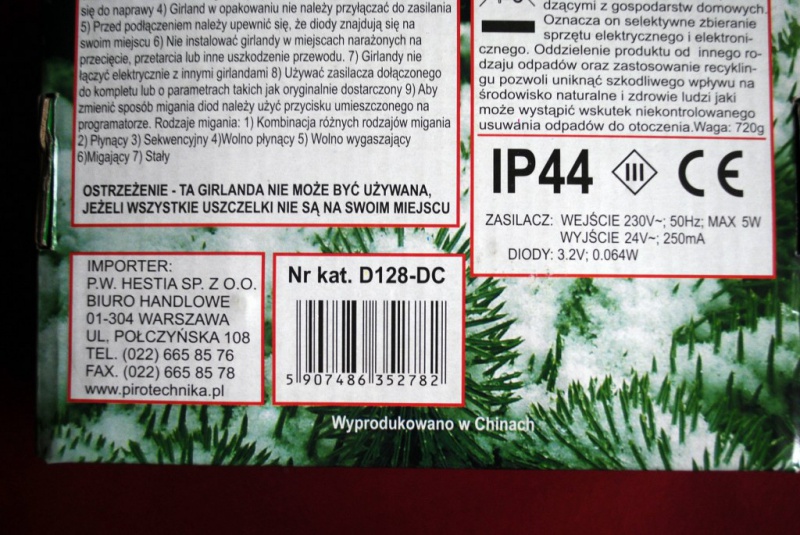 się do naprawy 4) Girland w opakowaniu nie należy przyłączać do zasilania
5) Przed podłączeniem należy upewnić się, że diody znajdują się na
swoim miejscu 6) Nie instalować girlandy w miejscach narażonych na
przecięcie, przetarcia lub inne uszkodzenie przewodu. 7) Girlandy nie
łączyć elektrycznie z innymi girlandami 8) Używać zasilacza dołączonego
do kompletu lub o parametrach takich jak oryginalnie dostarczony 9) Aby
zmienić sposób migania diod należy użyć przycisku umieszczonego na
programatorze. Rodzaje migania: 1) Kombinacja różnych rodzajów migania
2) Płynący 3) Sekwencyjny 4)Wolno płynący 5) Wolno wygaszający
6)Migający 7) Stały
OSTRZEŻENIE - TA GIRLANDA NIE MOŻE BYĆ UŻYWANA,
JEŻELI WSZYSTKIE USZCZELKI NIE SĄ NA SWOIM MIEJSCU
dzącymi z gospodarstw domowych.
Oznacza on selektywne zbieranie
sprzętu elektrycznego i elektroni-
cznego. Oddzielenie produktu od innego ro-
dzaju odpadów oraz zastosowanie recyklin-
gu pozwoli uniknąć szkodliwego wpływu na
środowisko naturalne i zdrowie ludzi jaki
może wystąpić wskutek niekontrolowanego
usuwánia odpadów do otoczenia.Waga: 720g
IP44 III CE
ZASILACZ: WEJŚCIE 230V~; 50Hz; MAX 5W
WYJŚCIE 24V~; 250mA
DIODY: 3.2V; 0.064W
IMPORTER:
P.W. HESTIA SP. Z O.O.
BIURO HANDLOWE
01-304 WARSZAWA
UL. POŁCZYŃSKA 108
TEL. (022) 665 85 76
FAX. (022) 665 85 78
www.pirotechnika.pl
Nr kat. D128-DC
5 907486 352782
Wyprodukowano w Chinach